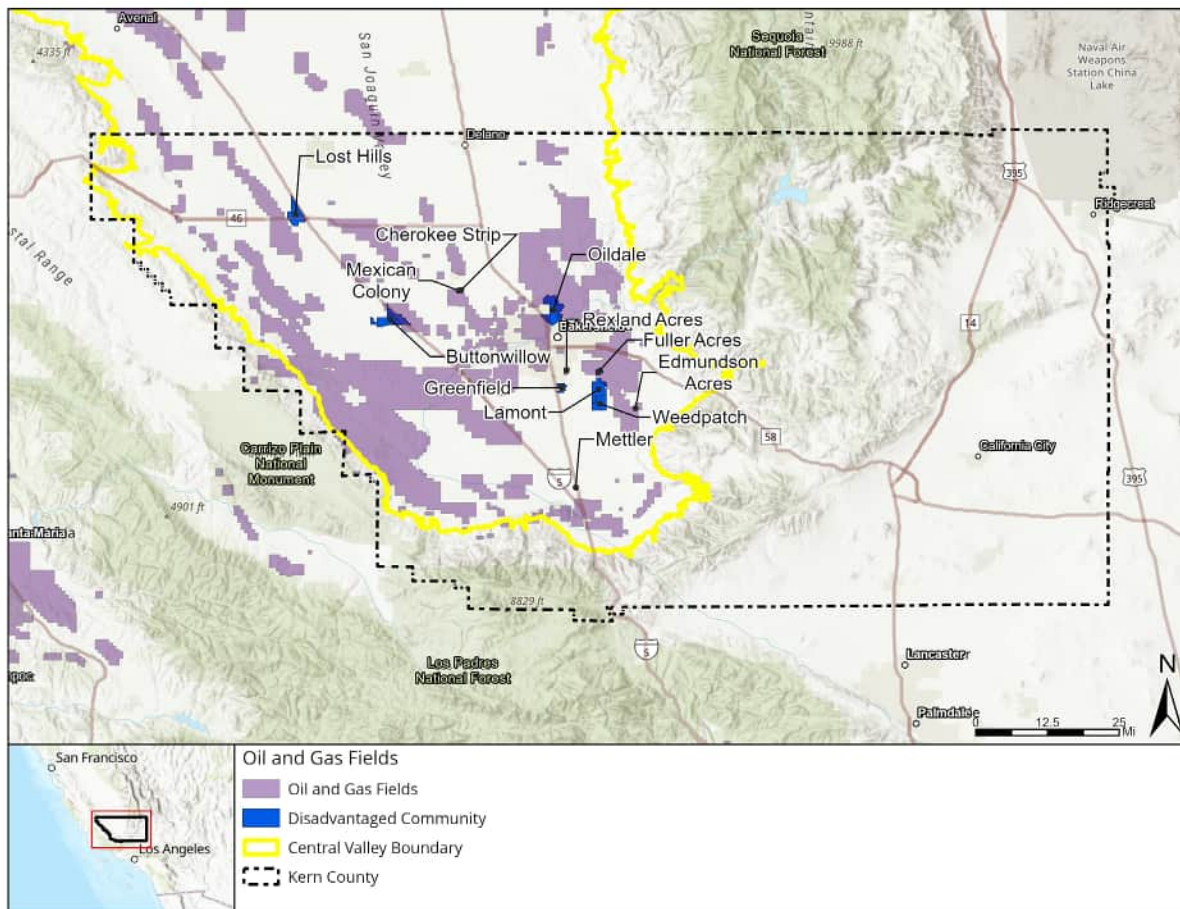 Avenal
4335 ft
San Joaquin Valley
Sequoia
National Forest
9988 ft
Naval Air
Weapons
Station China
Lake
Delano
Lost Hills
395
Ridgecrest
46
Cherokee Strip
Oildale
Mexican
Colony
Rexland Acres
Buttonwillow
Fuller Acres
14
Greenfield
Edmundson
Acres
Lamont
Weedpatch
Mettler
58
California City
Carrizo Plain
National
Monument
5
395
4901 ft
8829 ft
Los Padres
National Forest
5
Lancaster
Palmdale
N
0 12.5 25
Mi
San Francisco
Los Angeles
Oil and Gas Fields
Oil and Gas Fields
Disadvantaged Community
Central Valley Boundary
Kern County